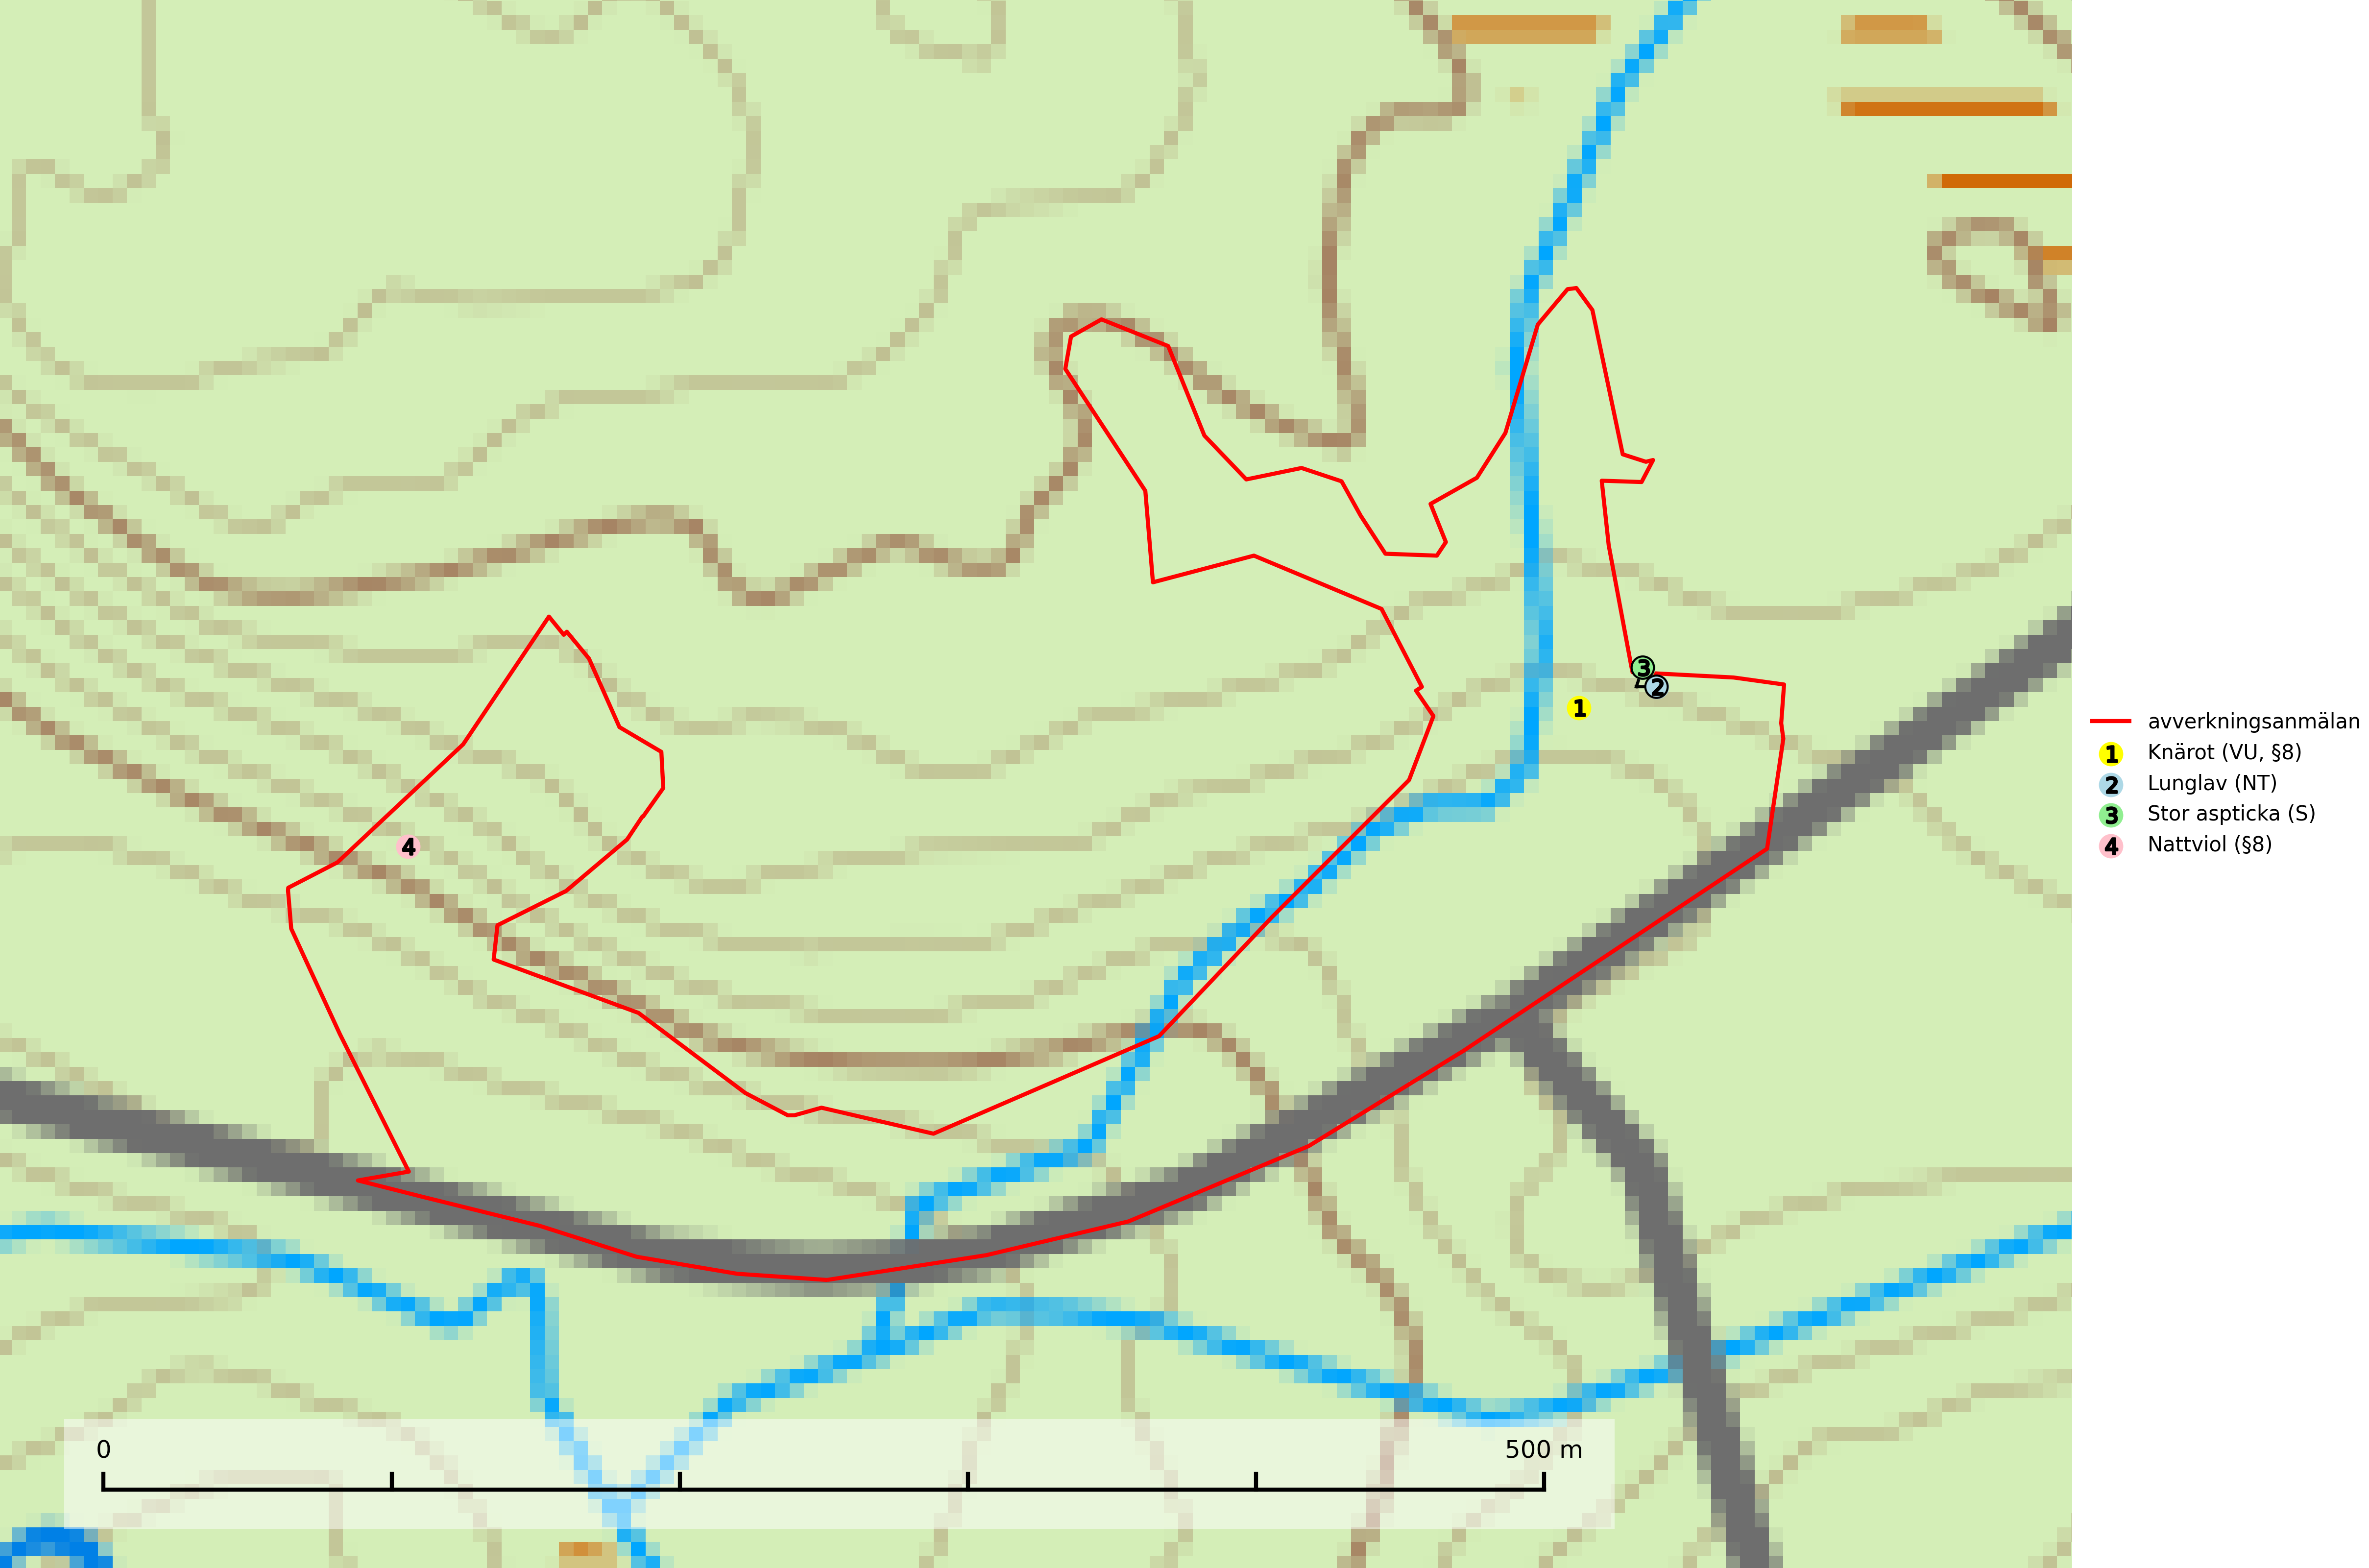 3
2
1
4
avverkningsanmälan
1 Knärot (VU, §8)
2 Lunglav (NT)
3 Stor aspticka (S)
4 Nattviol (§8)
0 500 m